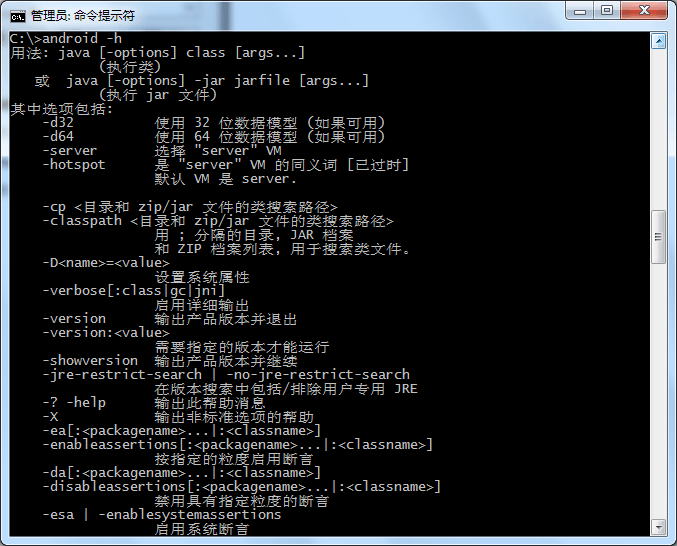 管理员: 命令提示符
C:\>android -h
用法: java [-options] class [args...]
(执行类)
或 java [-options] -jar jarfile [args...]
(执行 jar 文件)
其中选项包括:
-d32 使用 32 位数据模型 (如果可用)
-d64 使用 64 位数据模型 (如果可用)
-server 选择 "server" VM
-hotspot 是 "server" VM 的同义词 [已过时]
默认 VM 是 server.
-cp <目录和 zip/jar 文件的类搜索路径>
-classpath <目录和 zip/jar 文件的类搜索路径>
用 ; 分隔的目录, JAR 档案
和 ZIP 档案列表, 用于搜索类文件。
-D<name>=<value>
设置系统属性
-verbose[:class|gc|jni]
启用详细输出
-version 输出产品版本并退出
-version:<value>
需要指定的版本才能运行
-showversion 输出产品版本并继续
-jre-restrict-search | -no-jre-restrict-search
在版本搜索中包括/排除用户专用 JRE
-? -help 输出此帮助消息
-X 输出非标准选项的帮助
-ea[:<packagename>...|:<classname>]
-enableassertions[:<packagename>...|:<classname>]
按指定的粒度启用断言
-da[:<packagename>...|:<classname>]
-disableassertions[:<packagename>...|:<classname>]
禁用具有指定粒度的断言
-esa | -enablesystemassertions
启用系统断言